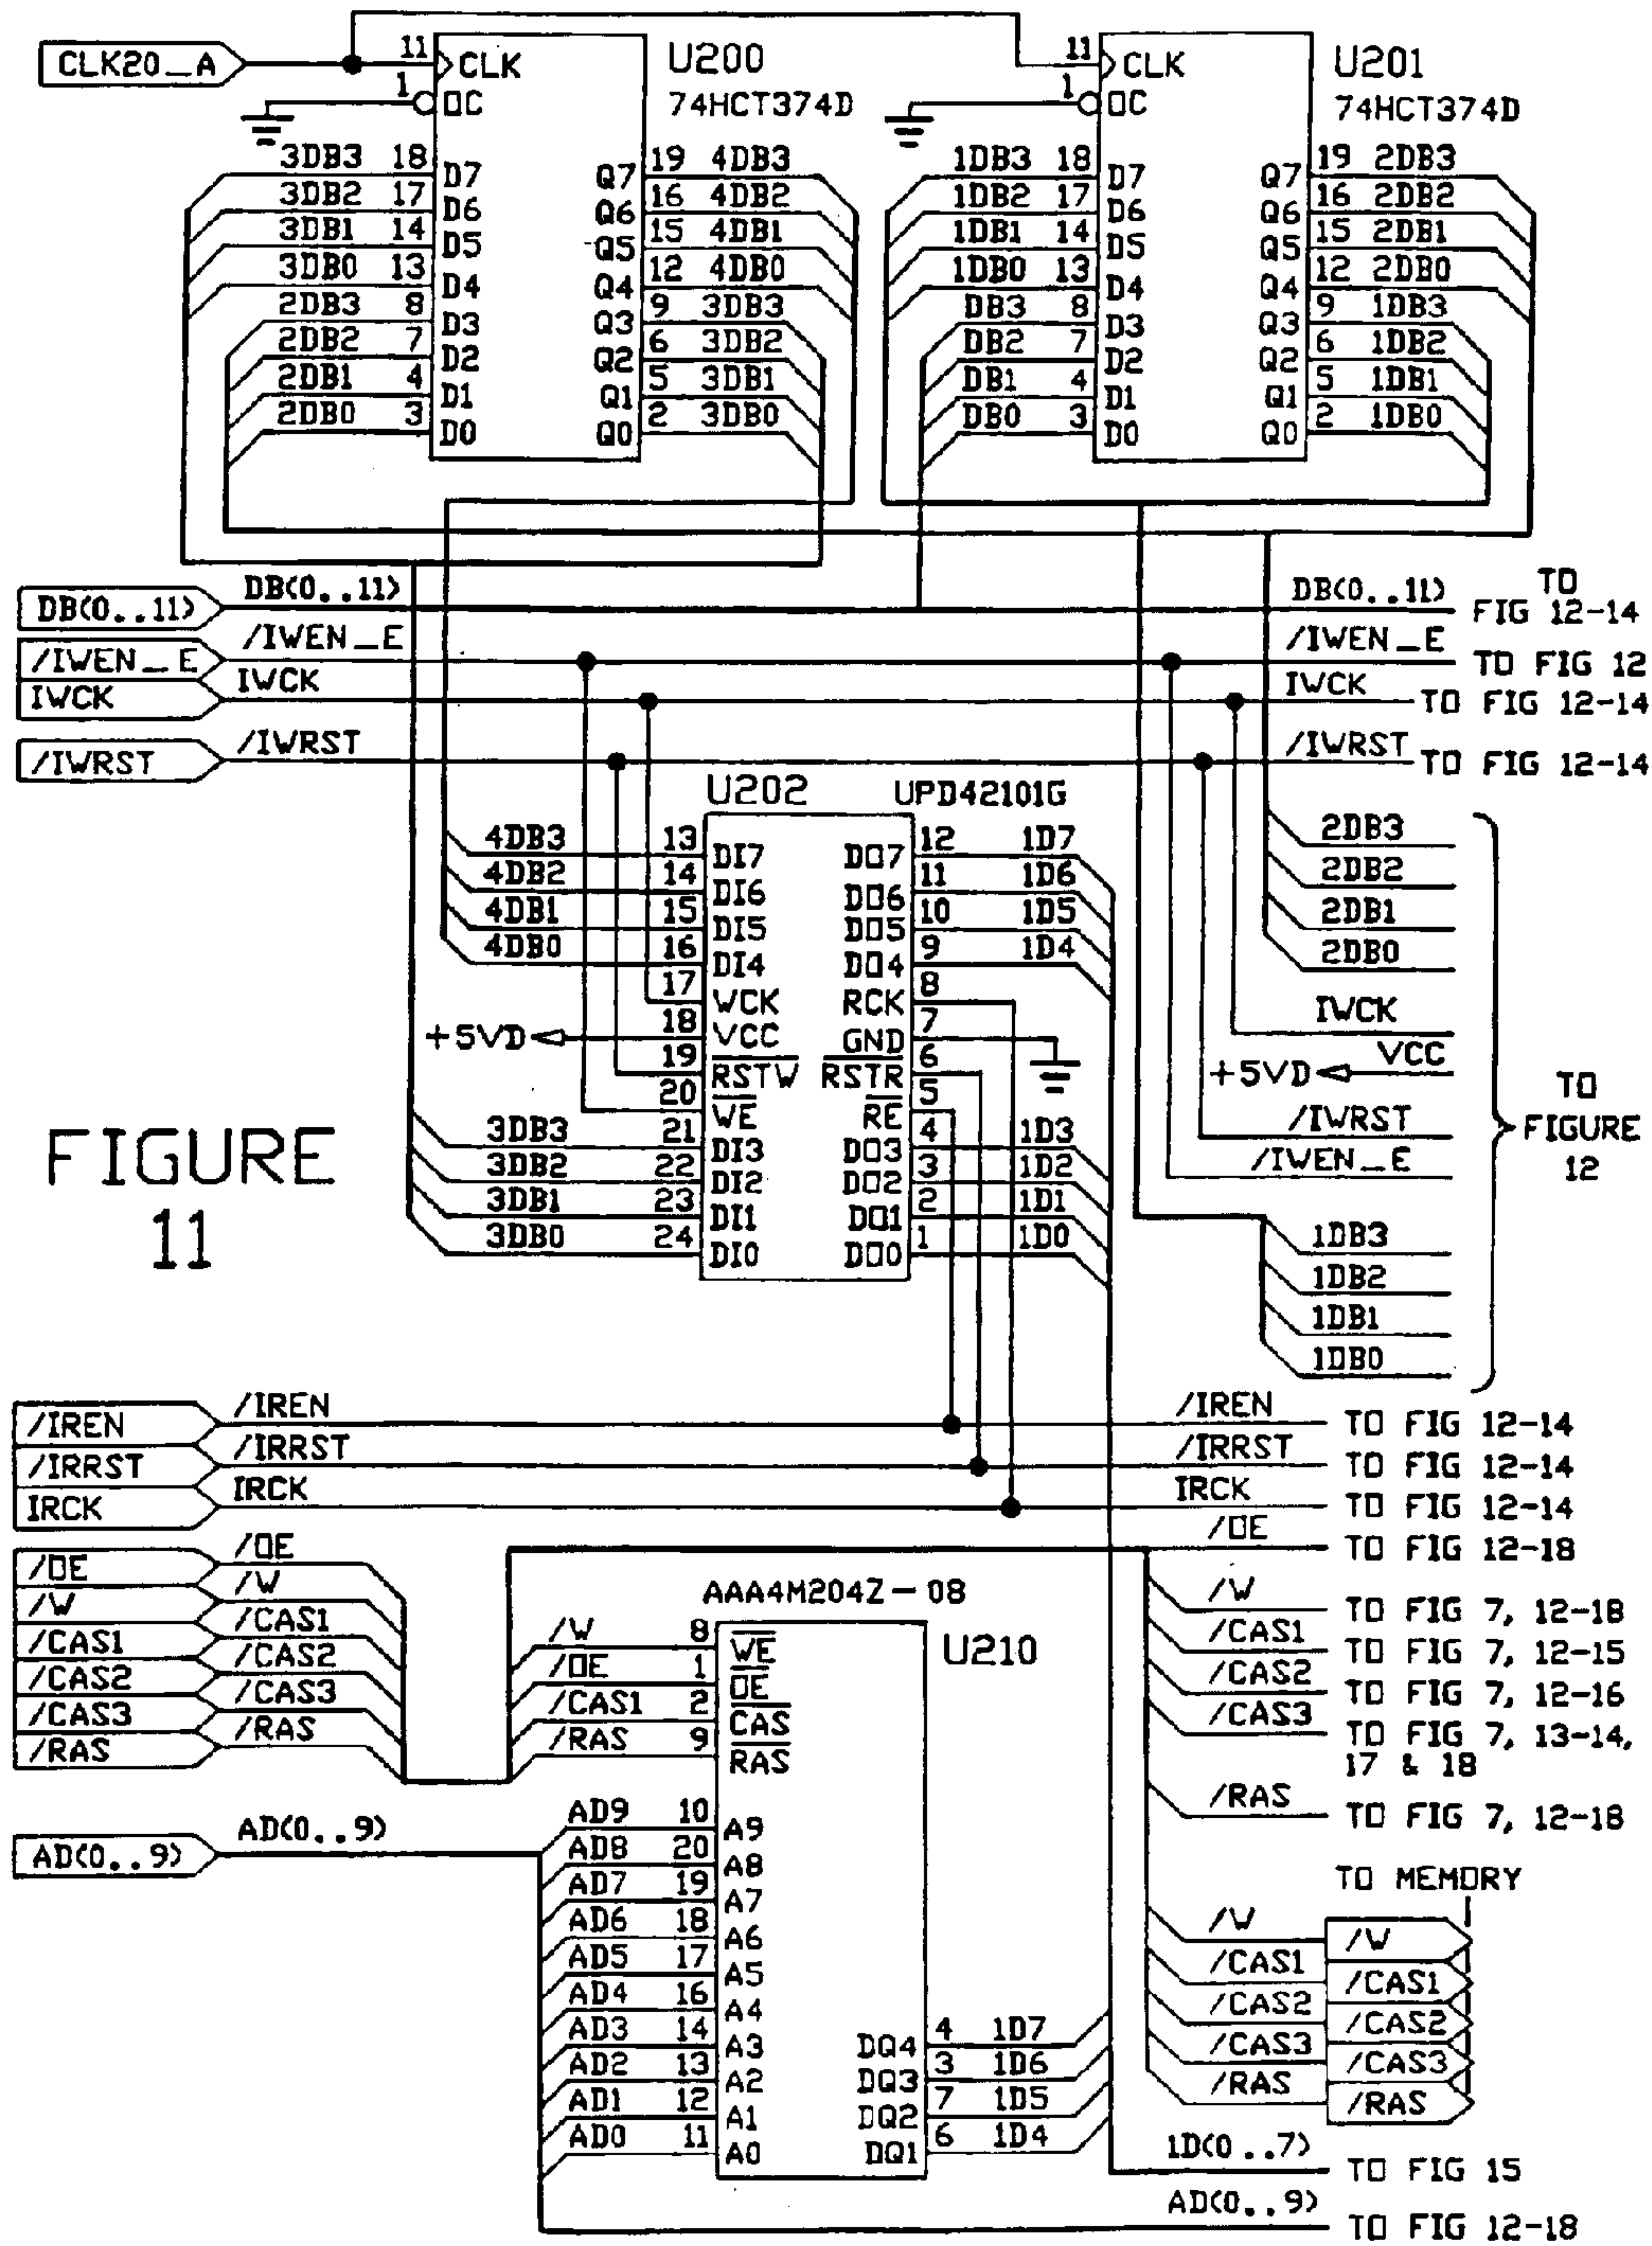 CLK20_A
11 CLK
1 OC
U200
74HCT374D
11 CLK
1 OC
U201
74HCT374D
3DB3 18 D7 Q7 19 4DB3
3DB2 17 D6 Q6 16 4DB2
3DB1 14 D5 Q5 15 4DB1
3DB0 13 D4 Q4 12 4DB0
2DB3 8 D3 Q3 9 3DB3
2DB2 7 D2 Q2 6 3DB2
2DB1 4 D1 Q1 5 3DB1
2DB0 3 D0 Q0 2 3DB0
1DB3 18 D7 Q7 19 2DB3
1DB2 17 D6 Q6 16 2DB2
1DB1 14 D5 Q5 15 2DB1
1DB0 13 D4 Q4 12 2DB0
DB3 8 D3 Q3 9 1DB3
DB2 7 D2 Q2 6 1DB2
DB1 4 D1 Q1 5 1DB1
DB0 3 D0 Q0 2 1DB0
DB(0..11) DB(0..11) DB(0..11) TO FIG 12-14
/IWEN_E /IWEN_E /IWEN_E TO FIG 12
IWCK IWCK IWCK TO FIG 12-14
/IWRST /IWRST /IWRST TO FIG 12-14
U202 UPD42101G
4DB3 13 DI7 DO7 12 1D7
4DB2 14 DI6 DO6 11 1D6
4DB1 15 DI5 DO5 10 1D5
4DB0 16 DI4 DO4 9 1D4
17 WCK RCK 8
+5VD 18 VCC GND 7
19 RSTW RSTR 6
20 WE RE 5
3DB3 21 DI3 DO3 4 1D3
3DB2 22 DI2 DO2 3 1D2
3DB1 23 DI1 DO1 2 1D1
3DB0 24 DI0 DO0 1 1D0
2DB3
2DB2
2DB1
2DB0
IWCK
VCC
+5VD
/IWRST
/IWEN_E
1DB3
1DB2
1DB1
1DB0
TO
FIGURE
12
FIGURE
11
/IREN /IREN /IREN TO FIG 12-14
/IRRST /IRRST /IRRST TO FIG 12-14
IRCK IRCK IRCK TO FIG 12-14
/OE /OE /OE TO FIG 12-18
/W /W /W TO FIG 7, 12-18
/CAS1 /CAS1 /CAS1 TO FIG 7, 12-15
/CAS2 /CAS2 /CAS2 TO FIG 7, 12-16
/CAS3 /CAS3 /CAS3 TO FIG 7, 13-14,
17 & 18
/RAS /RAS /RAS TO FIG 7, 12-18
AAA4M204Z-08
U210
/W 8 WE
/OE 1 OE
/CAS1 2 CAS
/RAS 9 RAS
AD(0..9) AD(0..9)
AD9 10 A9
AD8 20 A8
AD7 19 A7
AD6 18 A6
AD5 17 A5
AD4 16 A4
AD3 14 A3
AD2 13 A2
AD1 12 A1
AD0 11 A0
DQ4 4 1D7
DQ3 3 1D6
DQ2 7 1D5
DQ1 6 1D4
TO MEMORY
/W /W
/CAS1 /CAS1
/CAS2 /CAS2
/CAS3 /CAS3
/RAS /RAS
1D(0..7) TO FIG 15
AD(0..9) TO FIG 12-18